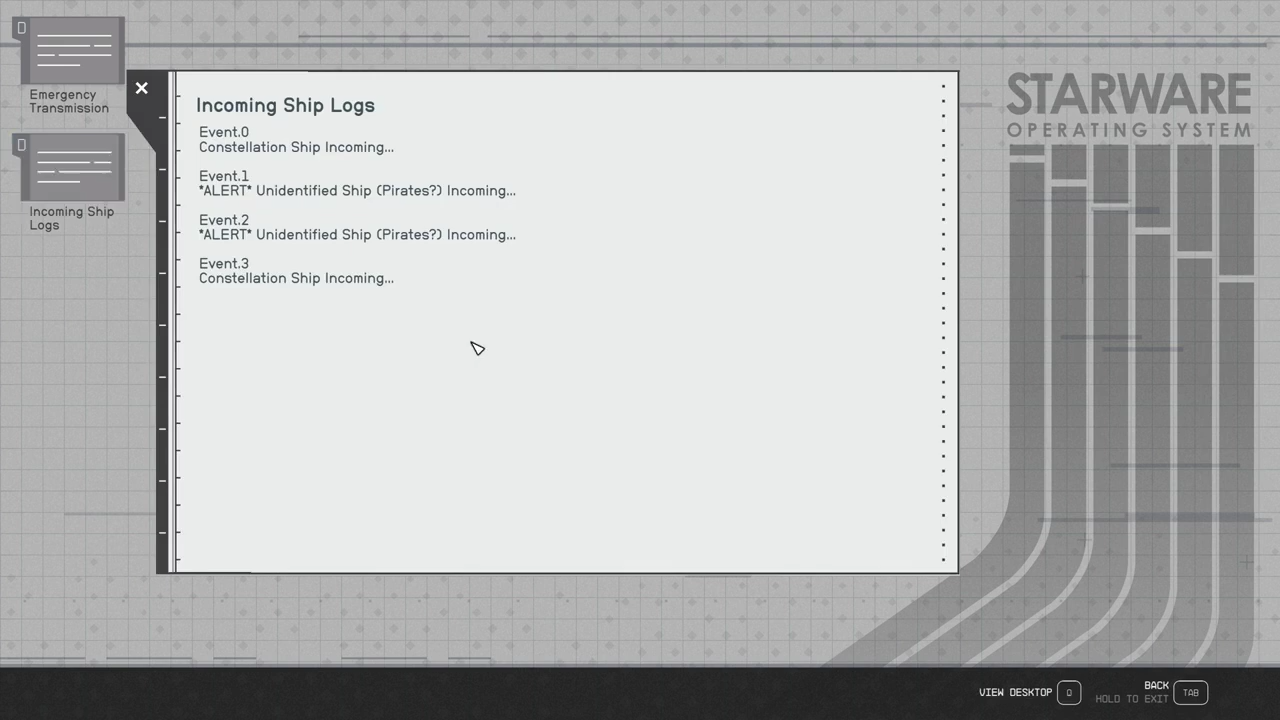 D
Emergency
Transmission
D
Incoming Ship
Logs
Incoming Ship Logs
Event.0
Constellation Ship Incoming...
Event.1
*ALERT* Unidentified Ship (Pirates?) Incoming...
Event.2
*ALERT* Unidentified Ship (Pirates?) Incoming...
Event.3
Constellation Ship Incoming...
STARWARE
OPERATING SYSTEM
VIEW DESKTOP Q
BACK
HOLD TO EXIT TAB